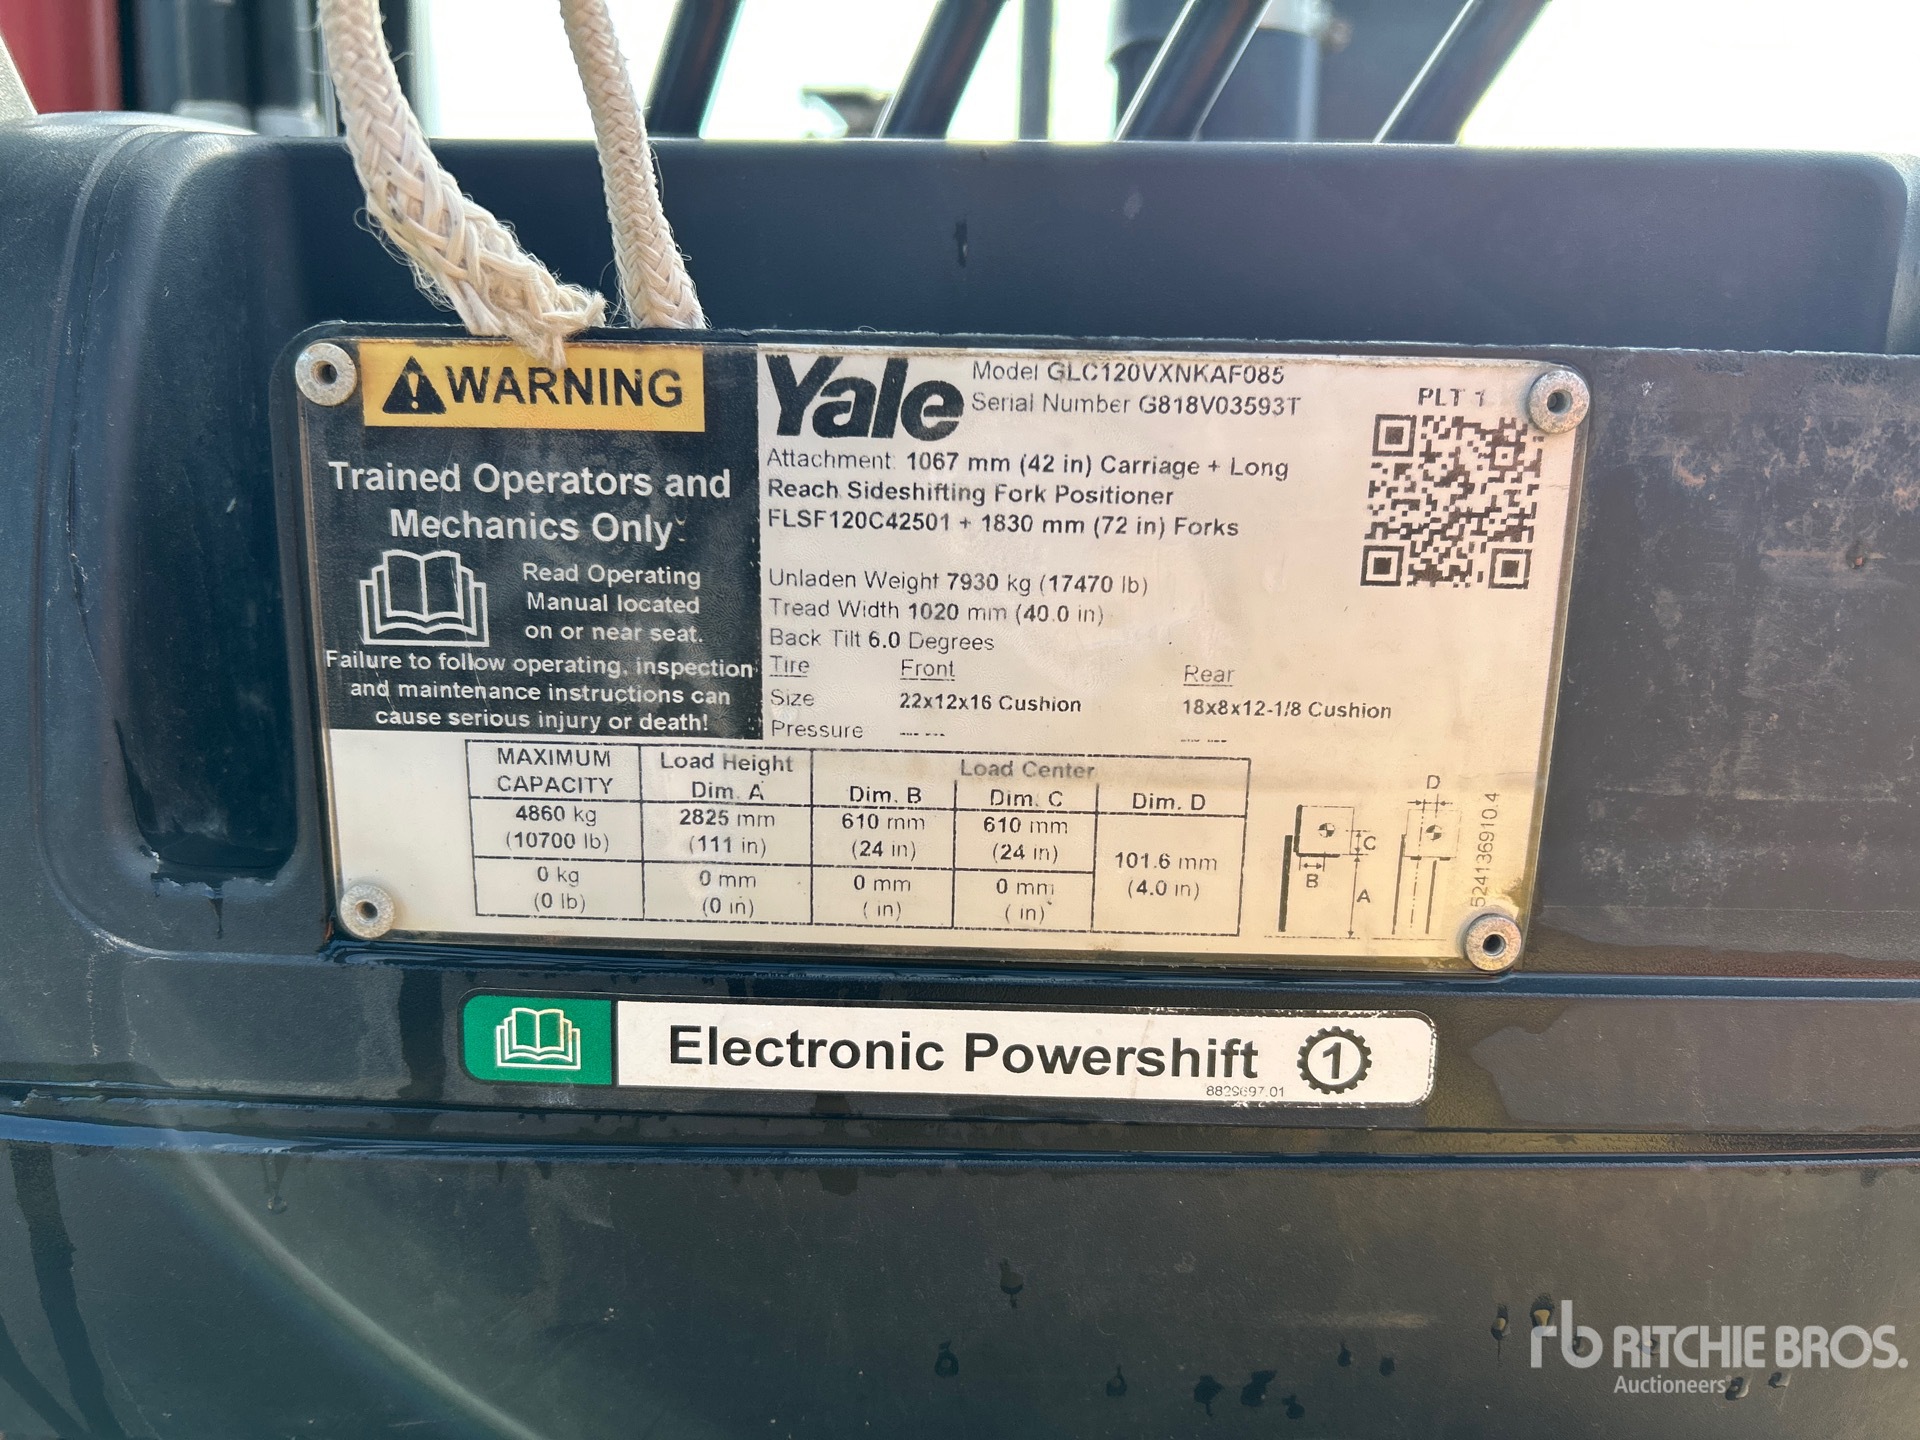 WARNING
Trained Operators and
Mechanics Only
Read Operating
Manual located
on or near seat.
Failure to follow operating, inspection
and maintenance instructions can
cause serious injury or death!
Yale
Model GLC120VXNKAF085
Serial Number G818V03593T
PLT 1
Attachment: 1067 mm (42 in) Carriage + Long
Reach Sideshifting Fork Positioner
FLSF120C42501 + 1830 mm (72 in) Forks
Unladen Weight 7930 kg (17470 lb)
Tread Width 1020 mm (40.0 in)
Back Tilt 6.0 Degrees
Tire Front Rear
Size 22x12x16 Cushion 18x8x12-1/8 Cushion
Pressure --- --- --- ---
MAXIMUM CAPACITY
Load Height Dim. A
Load Center
Dim. B Dim. C Dim. D
4860 kg 2825 mm 610 mm 610 mm
(10700 lb) (111 in) (24 in) (24 in)
101.6 mm
(4.0 in)
0 kg 0 mm 0 mm 0 mm
(0 lb) (0 in) ( in) ( in)
B C A D
524136910.4
Electronic Powershift 1
rb RITCHIE BROS.
Auctioneers